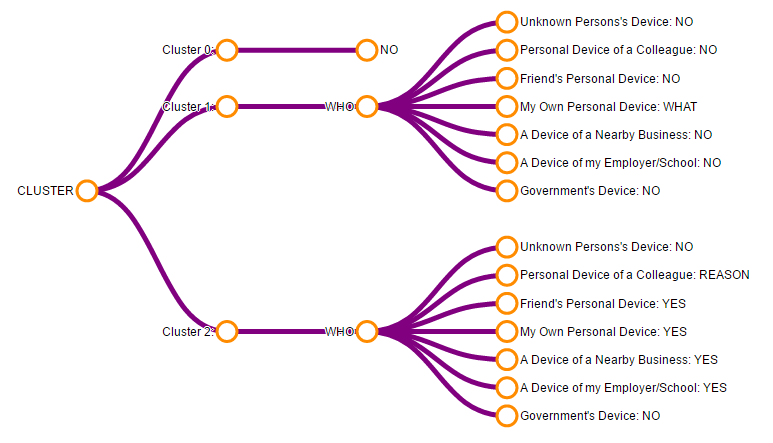 Unknown Persons's Device: NO
Cluster 0:
NO
Personal Device of a Colleague: NO
Friend's Personal Device: NO
Cluster 1:
WHO
My Own Personal Device: WHAT
A Device of a Nearby Business: NO
A Device of my Employer/School: NO
CLUSTER
Government's Device: NO
Unknown Persons's Device: NO
Personal Device of a Colleague: REASON
Friend's Personal Device: YES
Cluster 2:
WHO
My Own Personal Device: YES
A Device of a Nearby Business: YES
A Device of my Employer/School: YES
Government's Device: NO